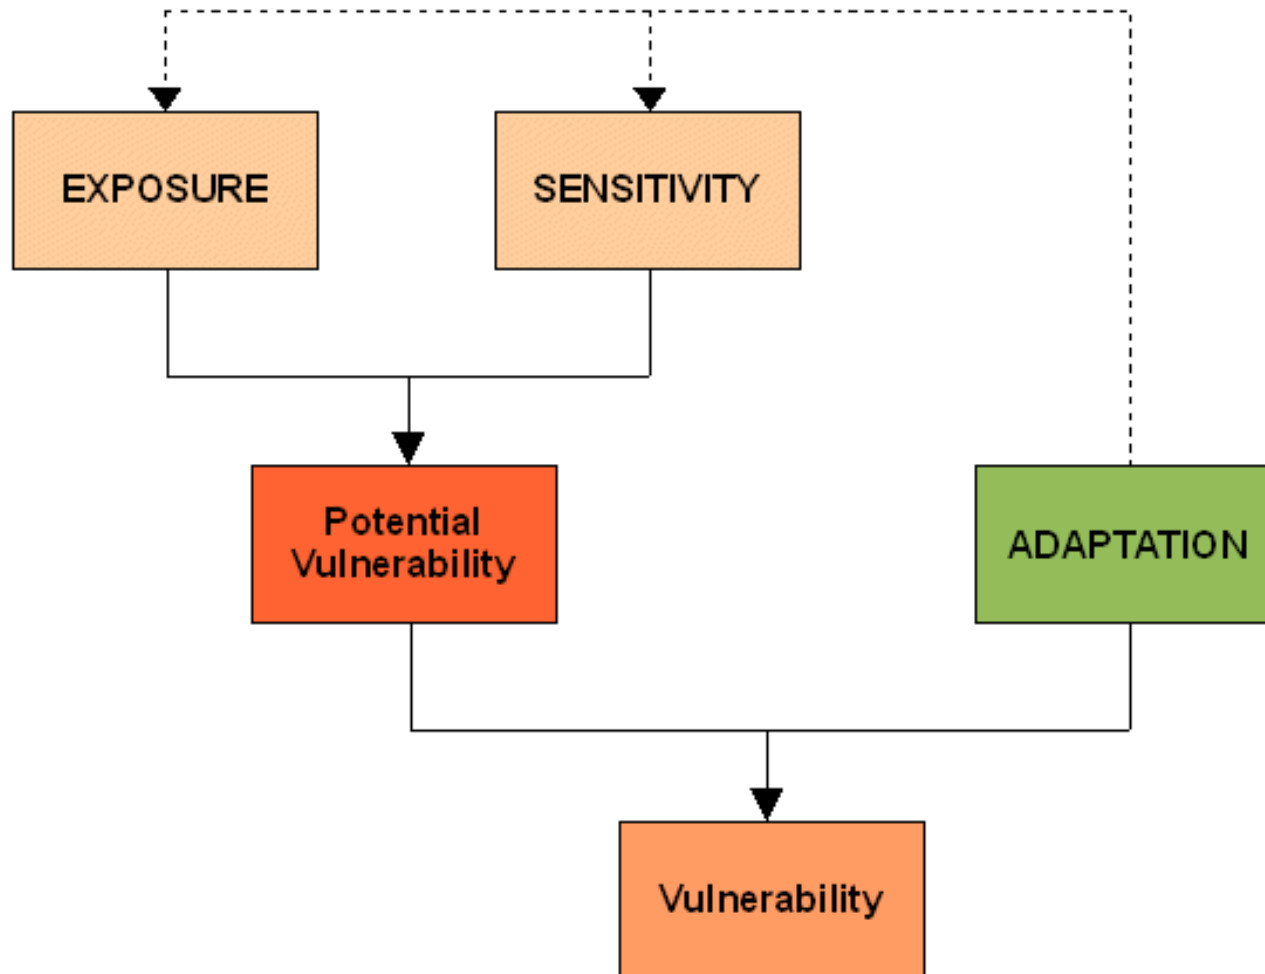 EXPOSURE
SENSITIVITY
Potential
Vulnerability
ADAPTATION
Vulnerability